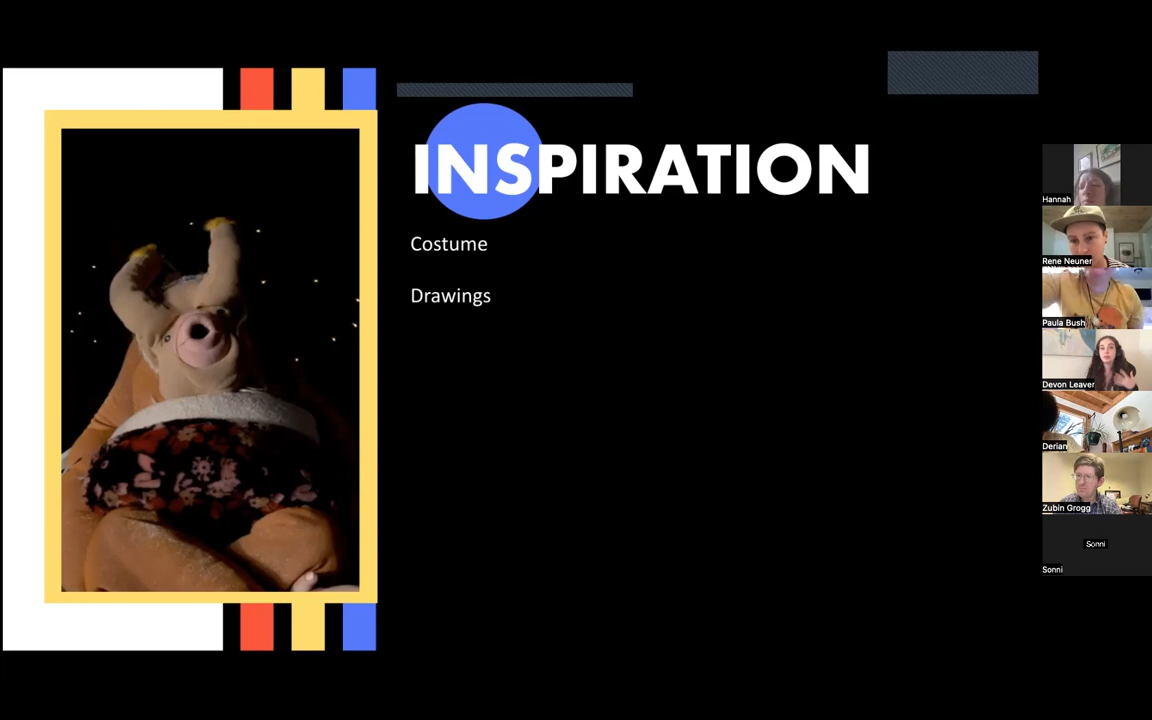 INSPIRATION
Costume
Drawings
Hannah
Rene Neuner
Paula Bush
Devon Leaver
Derian
Zubin Grogg
Sonni
Sonni